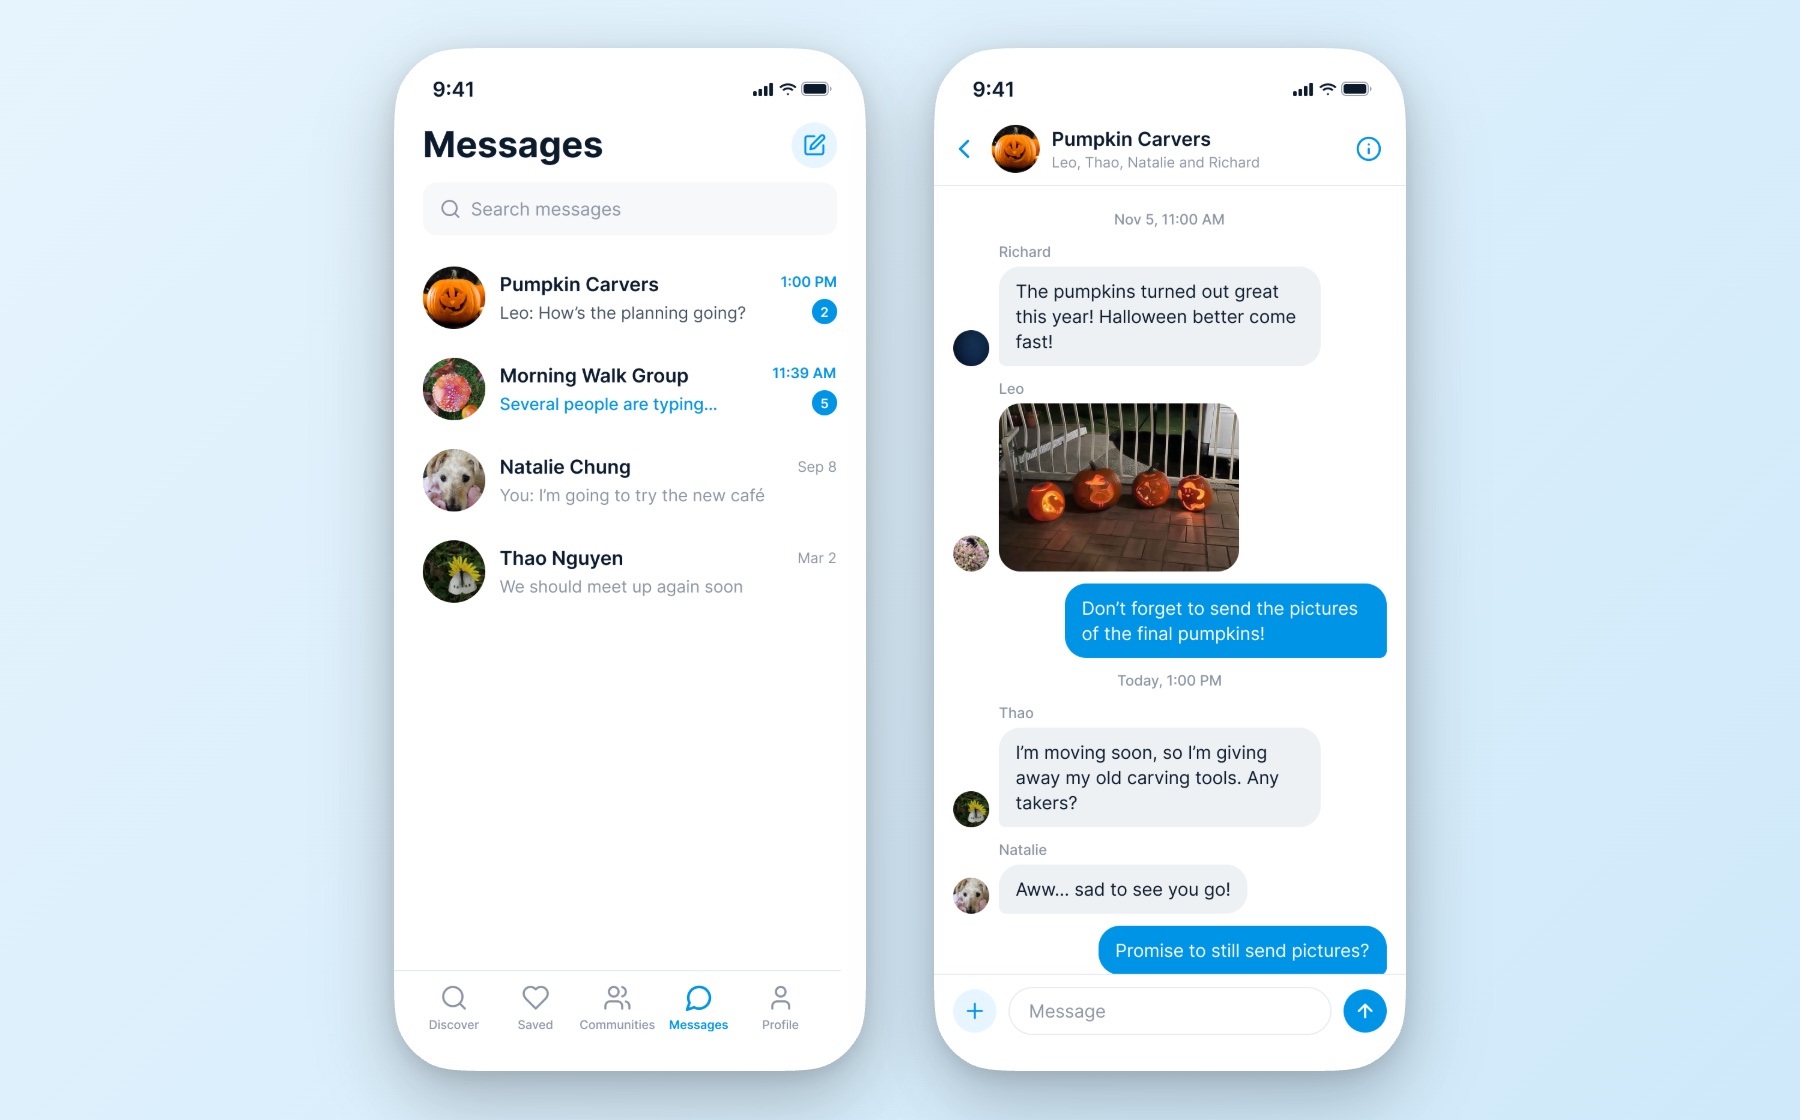 9:41
Messages
Search messages
Pumpkin Carvers
1:00 PM
Leo: How’s the planning going?
2
Morning Walk Group
11:39 AM
Several people are typing...
5
Natalie Chung
Sep 8
You: I’m going to try the new café
Thao Nguyen
Mar 2
We should meet up again soon
Discover
Saved
Communities
Messages
Profile
9:41
Pumpkin Carvers
Leo, Thao, Natalie and Richard
Nov 5, 11:00 AM
Richard
The pumpkins turned out great
this year! Halloween better come
fast!
Leo
Don’t forget to send the pictures
of the final pumpkins!
Today, 1:00 PM
Thao
I’m moving soon, so I’m giving
away my old carving tools. Any
takers?
Natalie
Aww... sad to see you go!
Promise to still send pictures?
Message